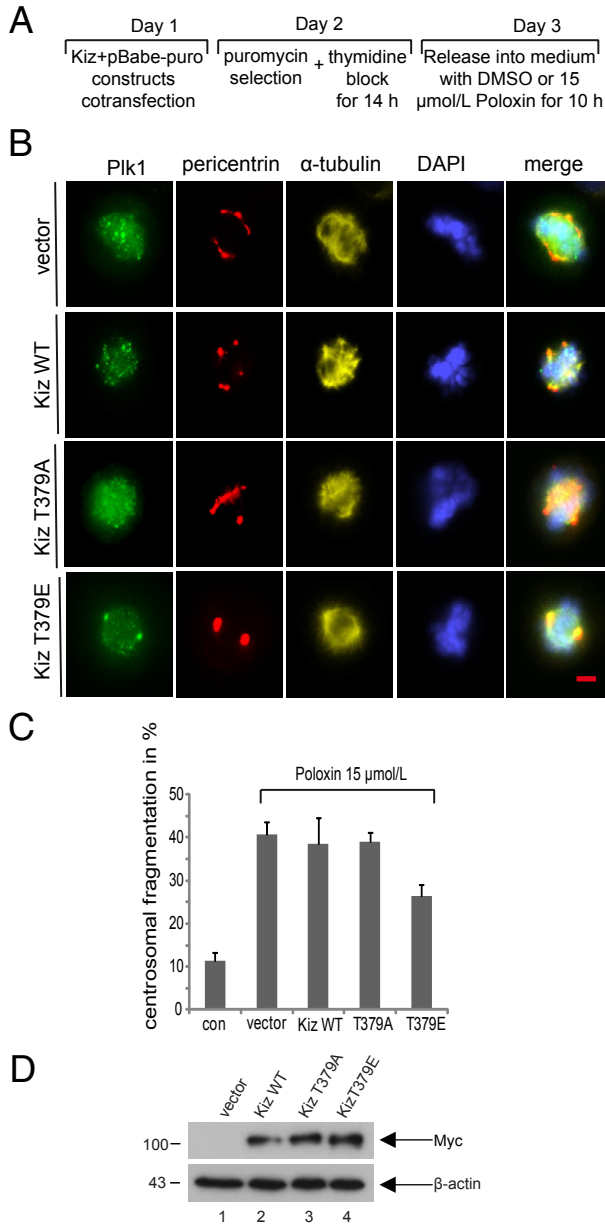 A
Day 1
Day 2
Day 3
Kiz+pBabe-puro
constructs
cotransfection
puromycin
selection
+
thymidine
block
for 14 h
Release into medium
with DMSO or 15
µmol/L Poloxin for 10 h
B
Plk1
pericentrin
α-tubulin
DAPI
merge
vector
Kiz WT
Kiz T379A
Kiz T379E
C
centrosomal fragmentation in %
Poloxin 15 µmol/L
50
40
30
20
10
0
con
vector
Kiz WT
T379A
T379E
D
vector
Kiz WT
Kiz T379A
KizT379E
100
Myc
43
β-actin
1
2
3
4